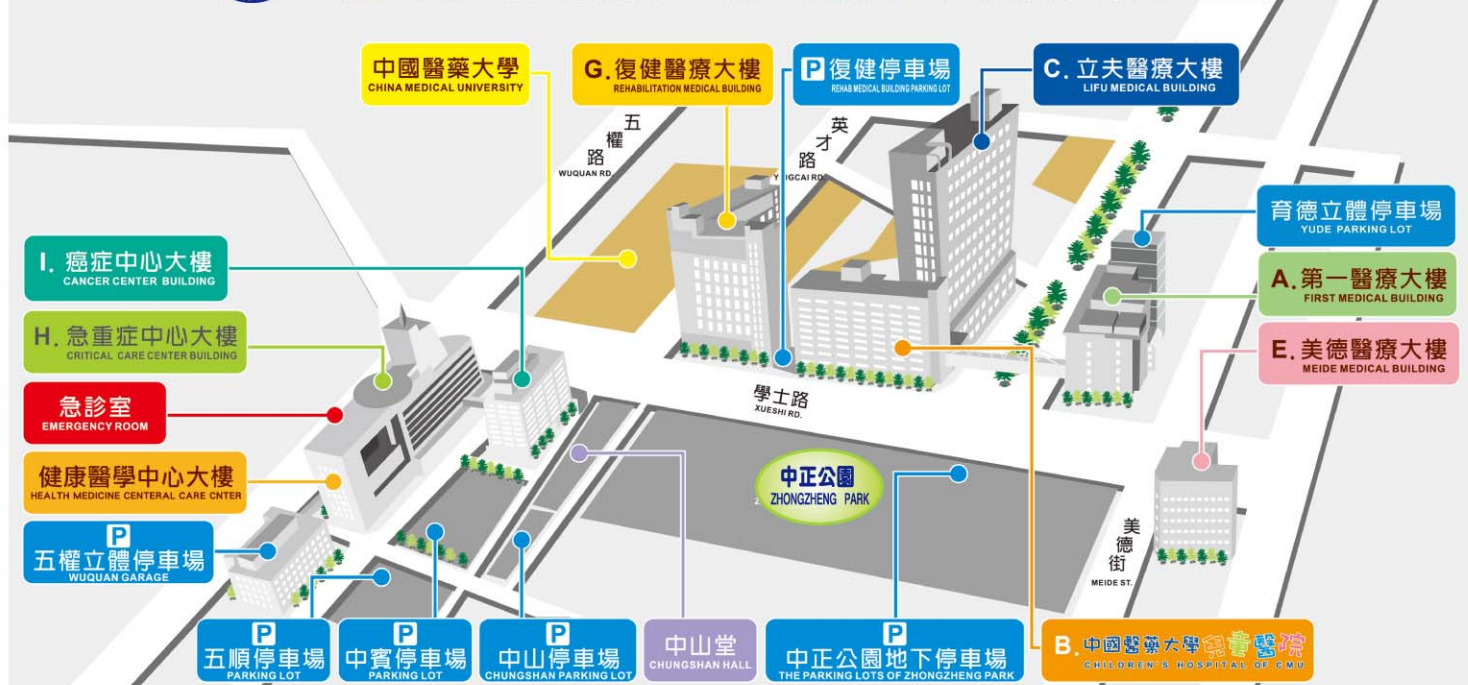 中國醫藥大學
CHINA MEDICAL UNIVERSITY
G.復健醫療大樓
REHABILITATION MEDICAL BUILDING
P 復健停車場
REHAB MEDICAL BUILDING PARKING LOT
C. 立夫醫療大樓
LIFU MEDICAL BUILDING
五權路
WUQUAN RD.
英才路
YINGCAI RD.
育德立體停車場
YUDE PARKING LOT
I. 癌症中心大樓
CANCER CENTER BUILDING
A.第一醫療大樓
FIRST MEDICAL BUILDING
H. 急重症中心大樓
CRITICAL CARE CENTER BUILDING
E. 美德醫療大樓
MEIDE MEDICAL BUILDING
急診室
EMERGENCY ROOM
學士路
XUESHI RD.
健康醫學中心大樓
HEALTH MEDICINE CENTERAL CARE CNTER
中正公園
ZHONGZHENG PARK
P
五權立體停車場
WUQUAN GARAGE
美德街
MEIDE ST.
P
五順停車場
PARKING LOT
P
中賓停車場
PARKING LOT
P
中山停車場
CHUNGSHAN PARKING LOT
中山堂
CHUNGSHAN HALL
P
中正公園地下停車場
THE PARKING LOTS OF ZHONGZHENG PARK
B.中國醫藥大學兒童醫院
CHILDREN'S HOSPITAL OF CMU